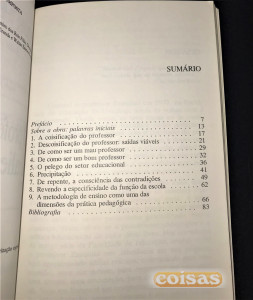 SUMÁRIO
Prefácio 7
Sobre a obra: palavras iniciais 13
1. A coisificação do professor 17
2. Descoisificação do professor: saídas viáveis 21
3. De como ser um mau professor 29
4. De como ser um bom professor 32
5. O pelego do setor educacional 36
6. Precipitação 41
7. De repente, a consciência das contradições 49
8. Revendo a especificidade da função da escola 62
9. A metodologia de ensino como uma das
dimensões da prática pedagógica 66
Bibliografia 83
coisas